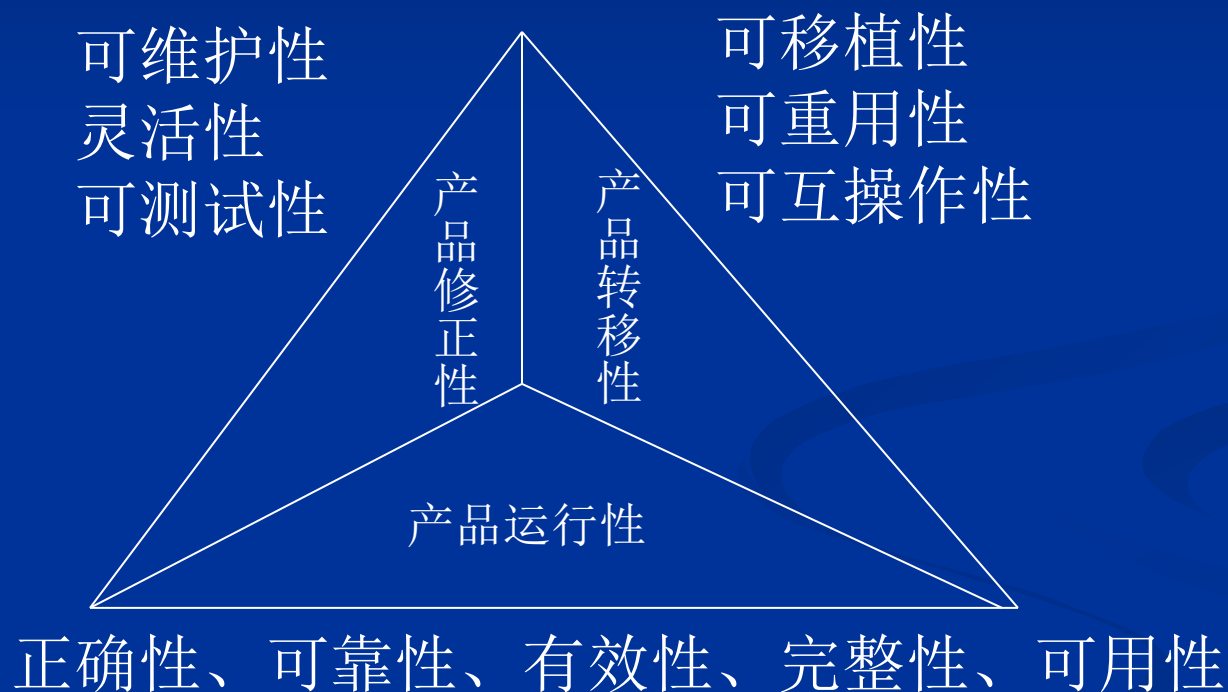 可维护性
灵活性
可测试性
可移植性
可重用性
可互操作性
产品修正性
产品转移性
产品运行性
正确性、可靠性、有效性、完整性、可用性